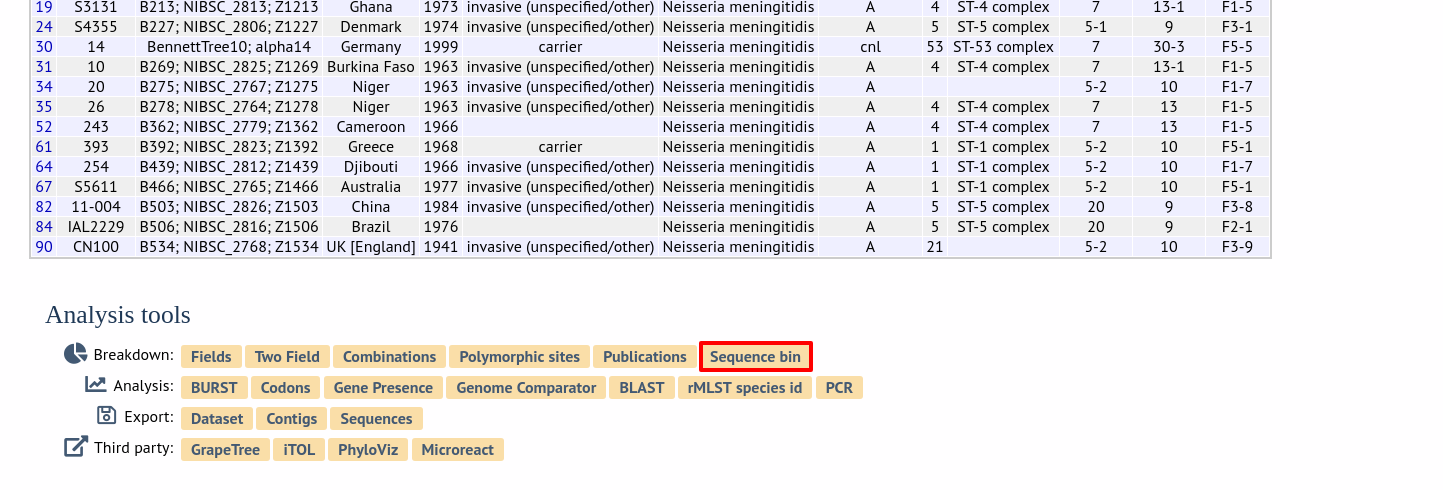 19 S3131 B213; NIBSC_2813; Z1213 Ghana 1973 invasive (unspecified/other) Neisseria meningitidis A 4 ST-4 complex 7 13-1 F1-5
24 S4355 B227; NIBSC_2806; Z1227 Denmark 1974 invasive (unspecified/other) Neisseria meningitidis A 5 ST-5 complex 5-1 9 F3-1
30 14 BennettTree10; alpha14 Germany 1999 carrier Neisseria meningitidis cnl 53 ST-53 complex 7 30-3 F5-5
31 10 B269; NIBSC_2825; Z1269 Burkina Faso 1963 invasive (unspecified/other) Neisseria meningitidis A 4 ST-4 complex 7 13-1 F1-5
34 20 B275; NIBSC_2767; Z1275 Niger 1963 invasive (unspecified/other) Neisseria meningitidis A 5-2 10 F1-7
35 26 B278; NIBSC_2764; Z1278 Niger 1963 invasive (unspecified/other) Neisseria meningitidis A 4 ST-4 complex 7 13 F1-5
52 243 B362; NIBSC_2779; Z1362 Cameroon 1966 Neisseria meningitidis A 4 ST-4 complex 7 13 F1-5
61 393 B392; NIBSC_2823; Z1392 Greece 1968 carrier Neisseria meningitidis A 1 ST-1 complex 5-2 10 F5-1
64 254 B439; NIBSC_2812; Z1439 Djibouti 1966 invasive (unspecified/other) Neisseria meningitidis A 1 ST-1 complex 5-2 10 F1-7
67 S5611 B466; NIBSC_2765; Z1466 Australia 1977 invasive (unspecified/other) Neisseria meningitidis A 1 ST-1 complex 5-2 10 F5-1
82 11-004 B503; NIBSC_2826; Z1503 China 1984 invasive (unspecified/other) Neisseria meningitidis A 5 ST-5 complex 20 9 F3-8
84 IAL2229 B506; NIBSC_2816; Z1506 Brazil 1976 Neisseria meningitidis A 5 ST-5 complex 20 9 F2-1
90 CN100 B534; NIBSC_2768; Z1534 UK [England] 1941 invasive (unspecified/other) Neisseria meningitidis A 21 5-2 10 F3-9
Analysis tools
Breakdown: Fields Two Field Combinations Polymorphic sites Publications Sequence bin
Analysis: BURST Codons Gene Presence Genome Comparator BLAST rMLST species id PCR
Export: Dataset Contigs Sequences
Third party: GrapeTree iTOL PhyloViz Microreact